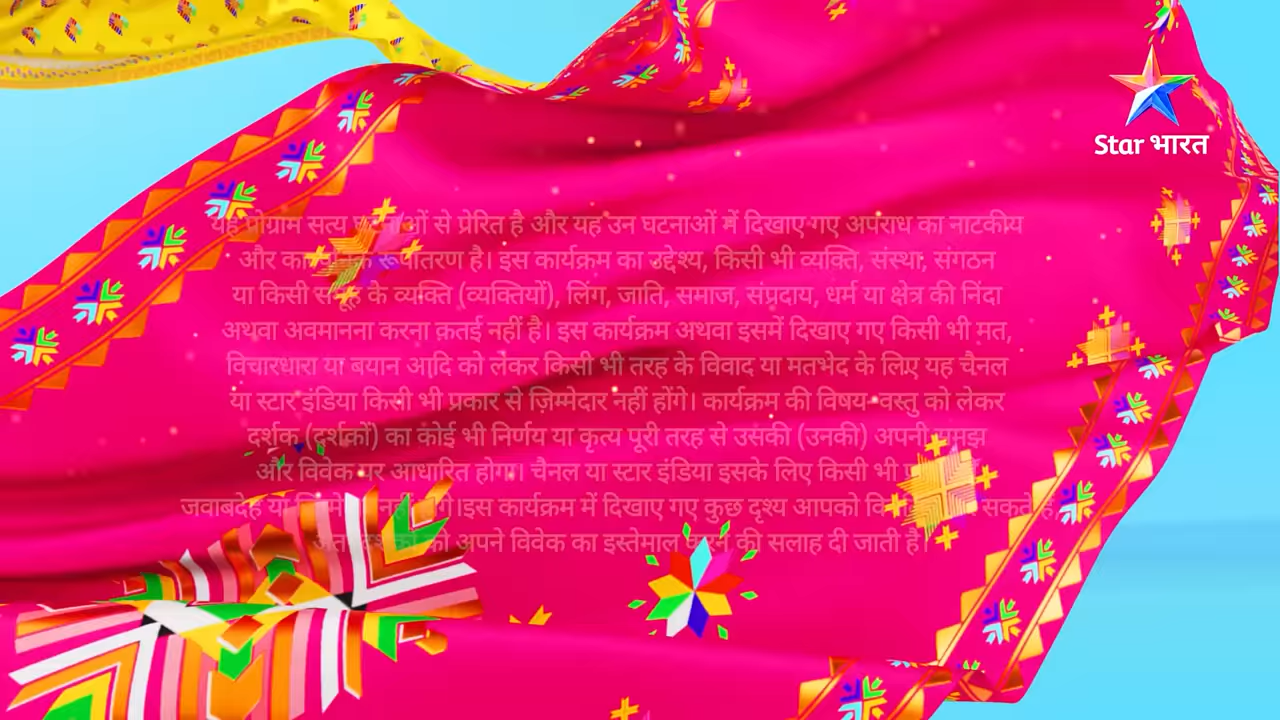 Star भारत
यह प्रोग्राम सत्य घटनाओं से प्रेरित है और यह उन घटनाओं में दिखाए गए अपराध का नाटकीय
और काल्पनिक रूपांतरण है। इस कार्यक्रम का उद्देश्य, किसी भी व्यक्ति, संस्था, संगठन
या किसी समूह के व्यक्ति (व्यक्तियों), लिंग, जाति, समाज, संप्रदाय, धर्म या क्षेत्र की निंदा
अथवा अवमानना करना क़तई नहीं है। इस कार्यक्रम अथवा इसमें दिखाए गए किसी भी मत,
विचारधारा या बयान आदि को लेकर किसी भी तरह के विवाद या मतभेद के लिए यह चैनल
या स्टार इंडिया किसी भी प्रकार से ज़िम्मेदार नहीं होंगे। कार्यक्रम की विषय-वस्तु को लेकर
दर्शक (दर्शकों) का कोई भी निर्णय या कृत्य पूरी तरह से उसकी (उनकी) अपनी समझ
और विवेक पर आधारित होगा। चैनल या स्टार इंडिया इसके लिए किसी भी
जवाबदेह या इस कार्यक्रम में दिखाए गए कुछ दृश्य आपको सकते
को अपने विवेक का इस्तेमाल करने की सलाह दी जाती है।